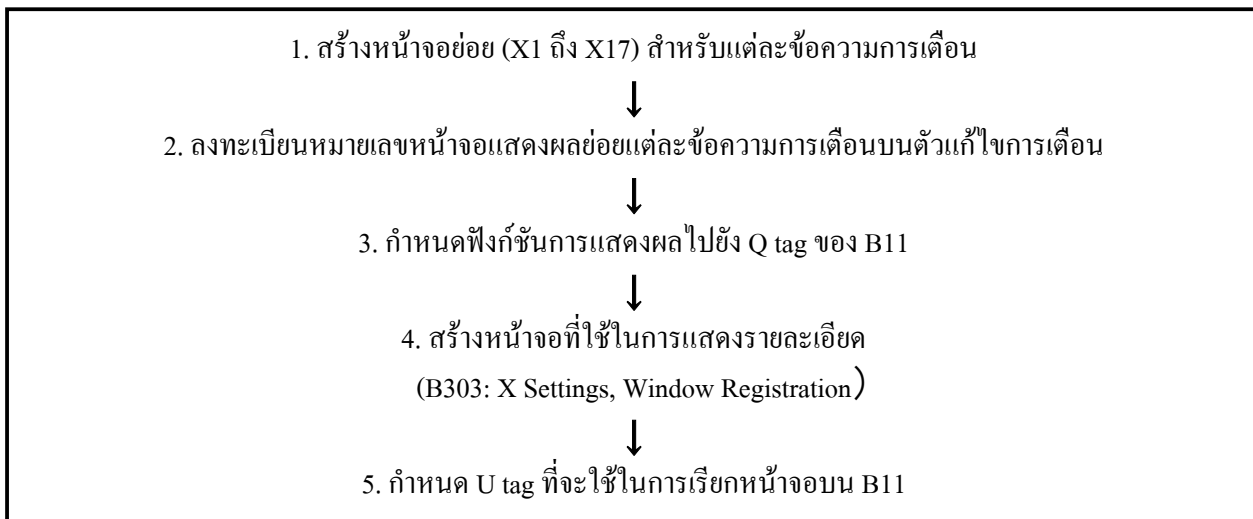 1. สร้างหน้าจอย่อย (X1 ถึง X17) สำหรับแต่ละข้อความการเตือน
2. ลงทะเบียนหมายเลขหน้าจอแสดงผลย่อยแต่ละข้อความการเตือนบนตัวแก้ไขการเตือน
3. กำหนดฟังก์ชันการแสดงผลไปยัง Q tag ของ B11
4. สร้างหน้าจอที่ใช้ในการแสดงรายละเอียด
(B303: X Settings, Window Registration)
5. กำหนด U tag ที่จะใช้ในการเรียกหน้าจอบน B11